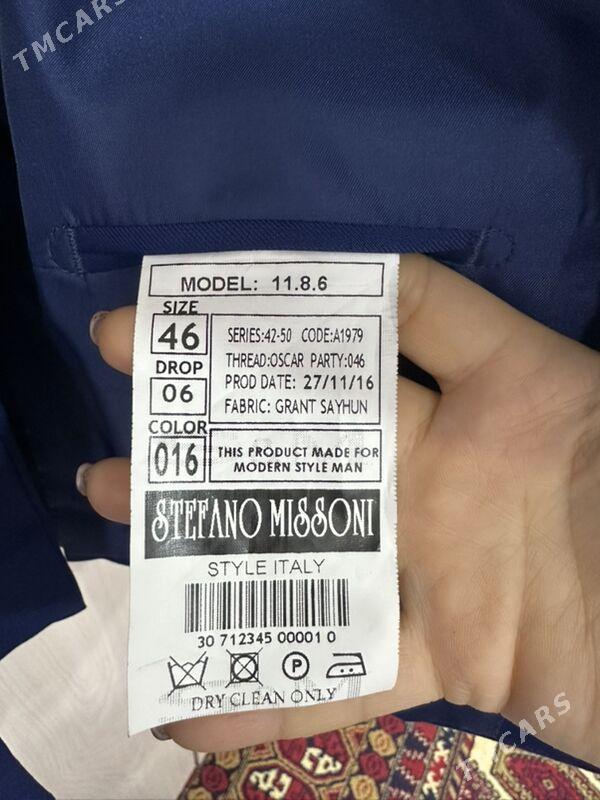 TMCARS
MODEL: 11.8.6
SIZE
46
DROP
06
COLOR
016
SERIES:42-50 CODE:A1979
THREAD:OSCAR PARTY:046
PROD DATE: 27/11/16
FABRIC: GRANT SAYHUN
THIS PRODUCT MADE FOR
MODERN STYLE MAN
STEFANO MISSONI
STYLE ITALY
30 712345 00001 0
P
DRY CLEAN ONLY
TMCARS